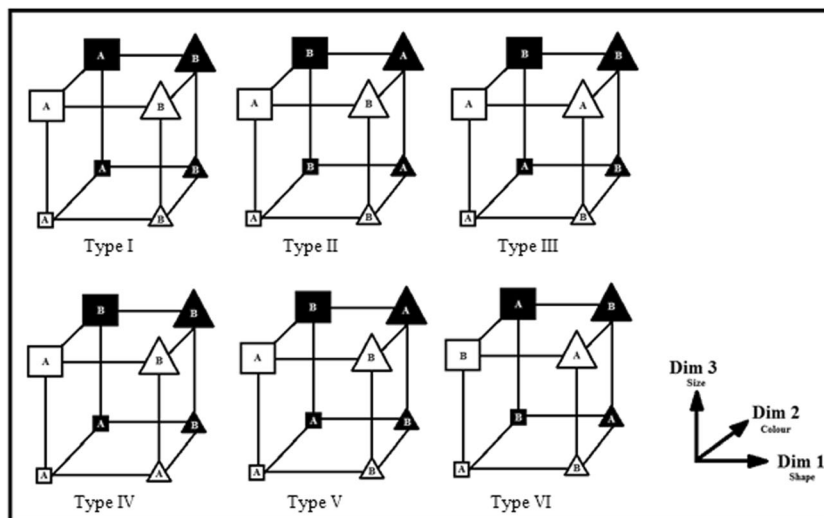 A B B A B B
A B A B A A
A B B A A B
A B A B A B
Type I Type II Type III
B B B A A B
A B A B B A
A B A B B A
A A A B A B
Type IV Type V Type VI
Dim 3
Size
Dim 2
Colour
Dim 1
Shape